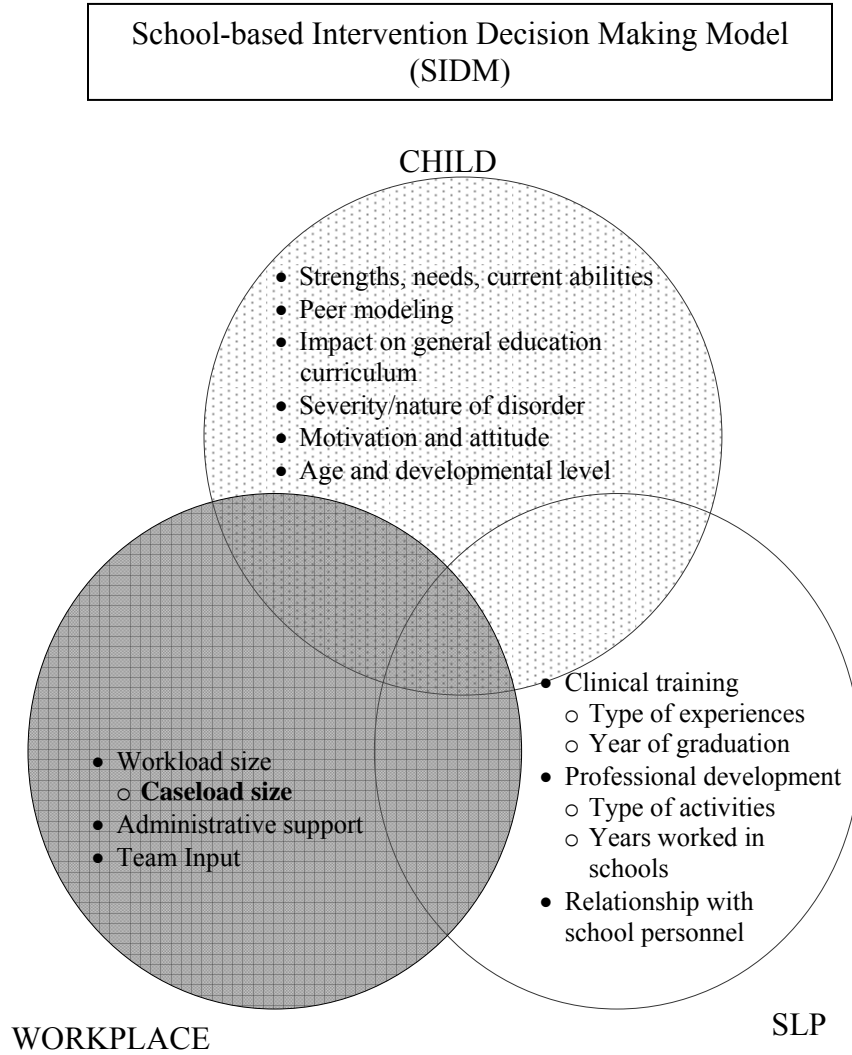 School-based Intervention Decision Making Model
(SIDM)
CHILD
• Strengths, needs, current abilities
• Peer modeling
• Impact on general education
curriculum
• Severity/nature of disorder
• Motivation and attitude
• Age and developmental level
• Workload size
o Caseload size
• Administrative support
• Team Input
• Clinical training
o Type of experiences
o Year of graduation
• Professional development
o Type of activities
o Years worked in
schools
• Relationship with
school personnel
WORKPLACE
SLP